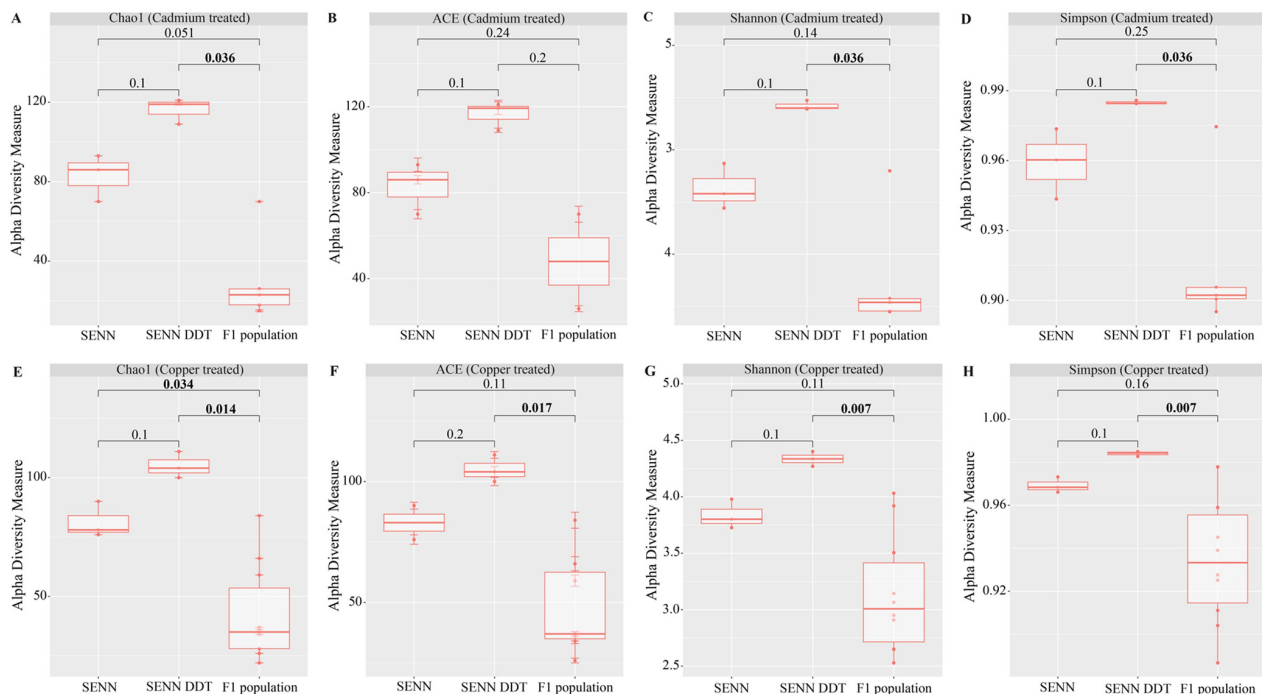 A
Chao1 (Cadmium treated)
0.051
0.036
0.1
120
80
40
Alpha Diversity Measure
SENN
SENN DDT
F1 population
B
ACE (Cadmium treated)
0.24
0.2
0.1
120
80
40
Alpha Diversity Measure
SENN
SENN DDT
F1 population
C
Shannon (Cadmium treated)
0.14
0.036
0.1
5
3
4
Alpha Diversity Measure
SENN
SENN DDT
F1 population
D
Simpson (Cadmium treated)
0.25
0.036
0.1
0.99
0.96
0.93
0.90
Alpha Diversity Measure
SENN
SENN DDT
F1 population
E
Chao1 (Copper treated)
0.034
0.014
0.1
100
50
Alpha Diversity Measure
SENN
SENN DDT
F1 population
F
ACE (Copper treated)
0.11
0.017
0.2
100
50
Alpha Diversity Measure
SENN
SENN DDT
F1 population
G
Shannon (Copper treated)
0.11
0.007
0.1
5.0
4.5
4.0
3.5
3.0
2.5
Alpha Diversity Measure
SENN
SENN DDT
F1 population
H
Simpson (Copper treated)
0.16
0.007
0.1
1.00
0.96
0.92
Alpha Diversity Measure
SENN
SENN DDT
F1 population